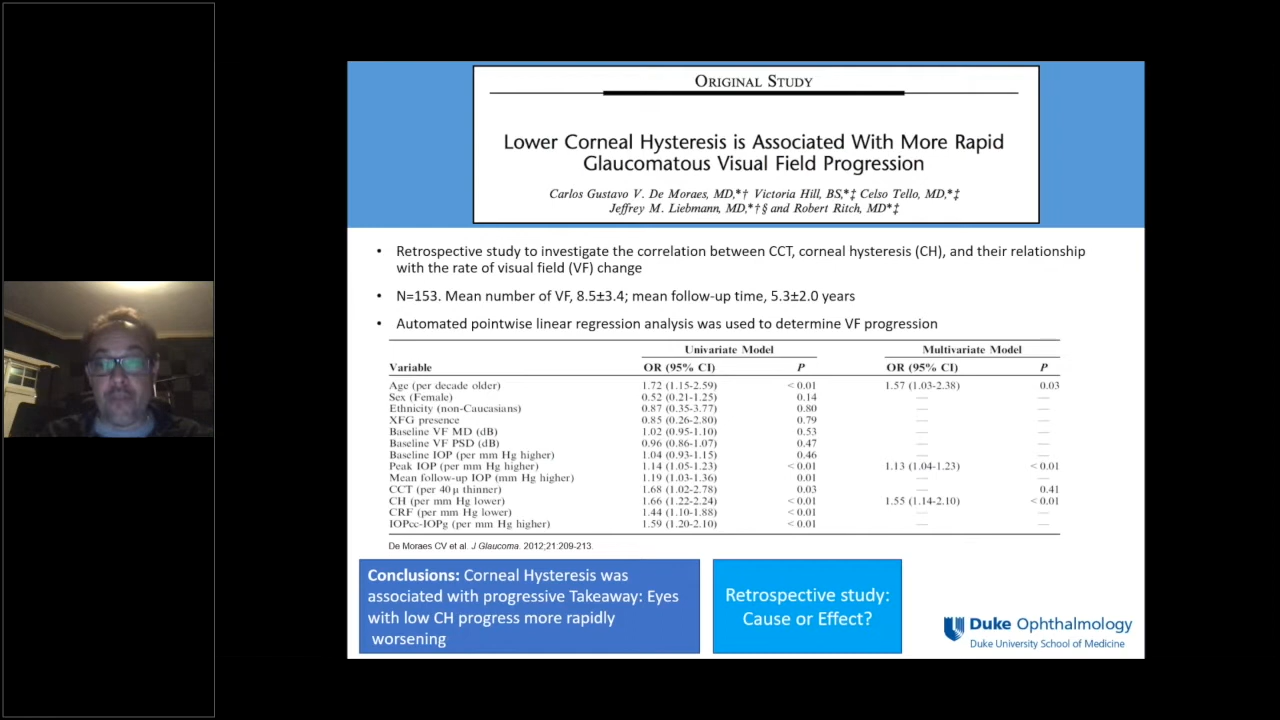 ORIGINAL STUDY
Lower Corneal Hysteresis is Associated With More Rapid
Glaucomatous Visual Field Progression
Carlos Gustavo V. De Moraes, MD,*† Victoria Hill, BS,*‡ Celso Tello, MD,*‡
Jeffrey M. Liebmann, MD,*†§ and Robert Ritch, MD*‡
• Retrospective study to investigate the correlation between CCT, corneal hysteresis (CH), and their relationship
with the rate of visual field (VF) change
• N=153. Mean number of VF, 8.5±3.4; mean follow-up time, 5.3±2.0 years
• Automated pointwise linear regression analysis was used to determine VF progression
Univariate Model Multivariate Model
Variable OR (95% CI) P OR (95% CI) P
Age (per decade older) 1.72 (1.15-2.59) < 0.01 1.57 (1.03-2.38) 0.03
Sex (Female) 0.52 (0.21-1.25) 0.14 — —
Ethnicity (non-Caucasians) 0.87 (0.35-3.77) 0.80 — —
XFG presence 0.85 (0.26-2.80) 0.79 — —
Baseline VF MD (dB) 1.02 (0.95-1.10) 0.53 — —
Baseline VF PSD (dB) 0.96 (0.86-1.07) 0.47 — —
Baseline IOP (per mm Hg higher) 1.04 (0.93-1.15) 0.46 — —
Peak IOP (per mm Hg higher) 1.14 (1.05-1.23) < 0.01 1.13 (1.04-1.23) < 0.01
Mean follow-up IOP (mm Hg higher) 1.19 (1.03-1.36) 0.01 — —
CCT (per 40 μ thinner) 1.68 (1.02-2.78) 0.03 — 0.41
CH (per mm Hg lower) 1.66 (1.22-2.24) < 0.01 1.55 (1.14-2.10) < 0.01
CRF (per mm Hg lower) 1.44 (1.10-1.88) < 0.01 — —
IOPcc-IOPg (per mm Hg higher) 1.59 (1.20-2.10) < 0.01 — —
De Moraes CV et al. J Glaucoma. 2012;21:209-213.
Conclusions: Corneal Hysteresis was
associated with progressive Takeaway: Eyes
with low CH progress more rapidly
worsening
Retrospective study:
Cause or Effect?
Duke Ophthalmology
Duke University School of Medicine